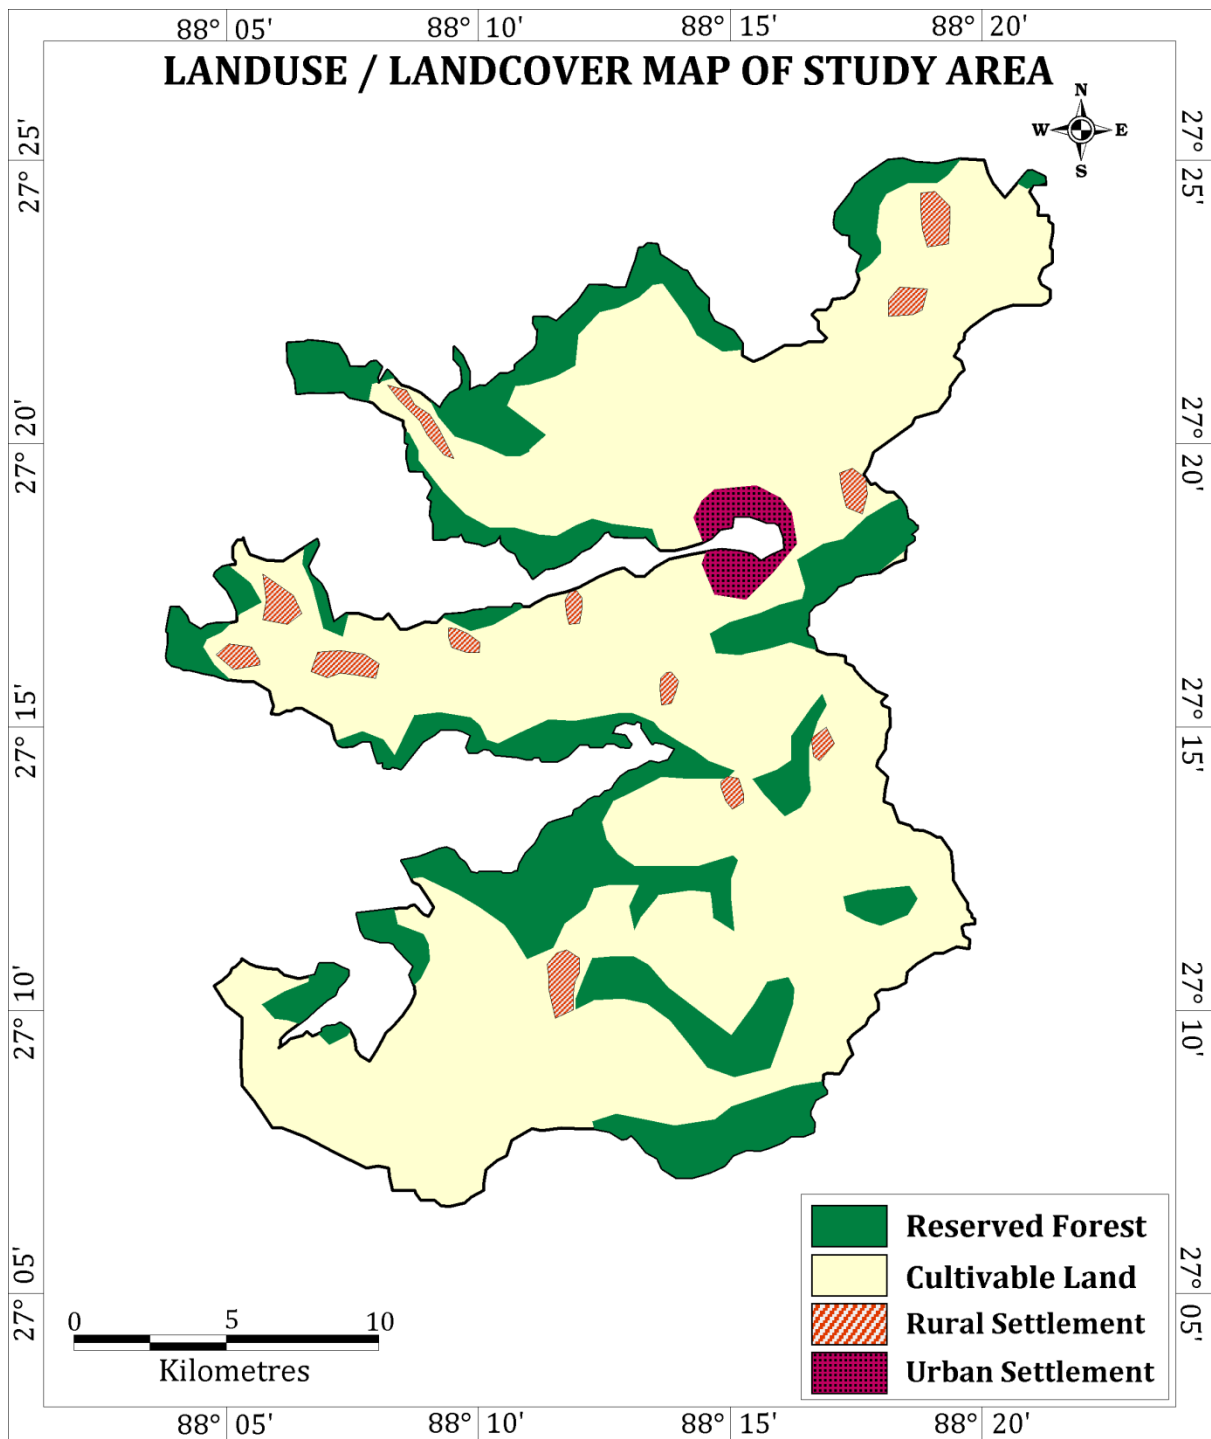 88° 05' 88° 10' 88° 15' 88° 20'
LANDUSE / LANDCOVER MAP OF STUDY AREA
N
W E
S
27° 25' 27° 25'
27° 20' 27° 20'
27° 15' 27° 15'
27° 10' 27° 10'
27° 05' 27° 05'
Reserved Forest
Cultivable Land
Rural Settlement
Urban Settlement
0 5 10
Kilometres
88° 05' 88° 10' 88° 15' 88° 20'